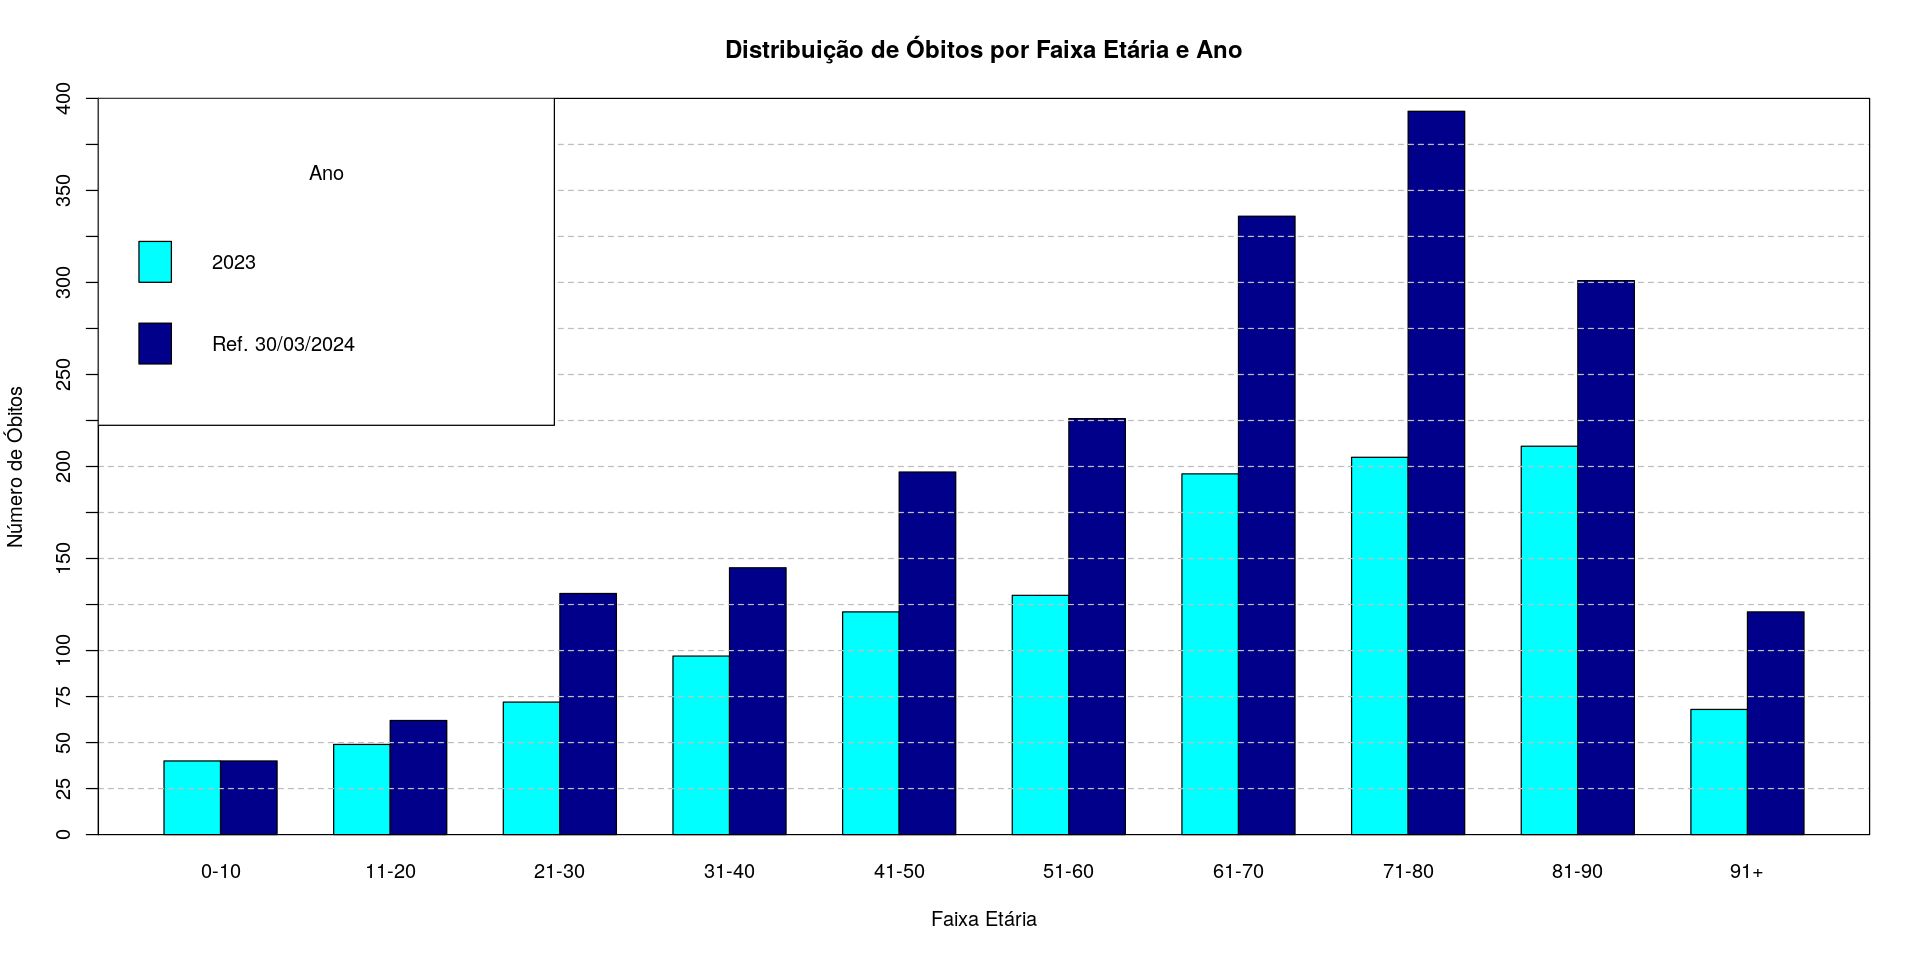 Distribuição de Óbitos por Faixa Etária e Ano
Ano
2023
Ref. 30/03/2024
Número de Óbitos
400
350
300
250
200
150
100
75
50
25
0
0-10 11-20 21-30 31-40 41-50 51-60 61-70 71-80 81-90 91+
Faixa Etária